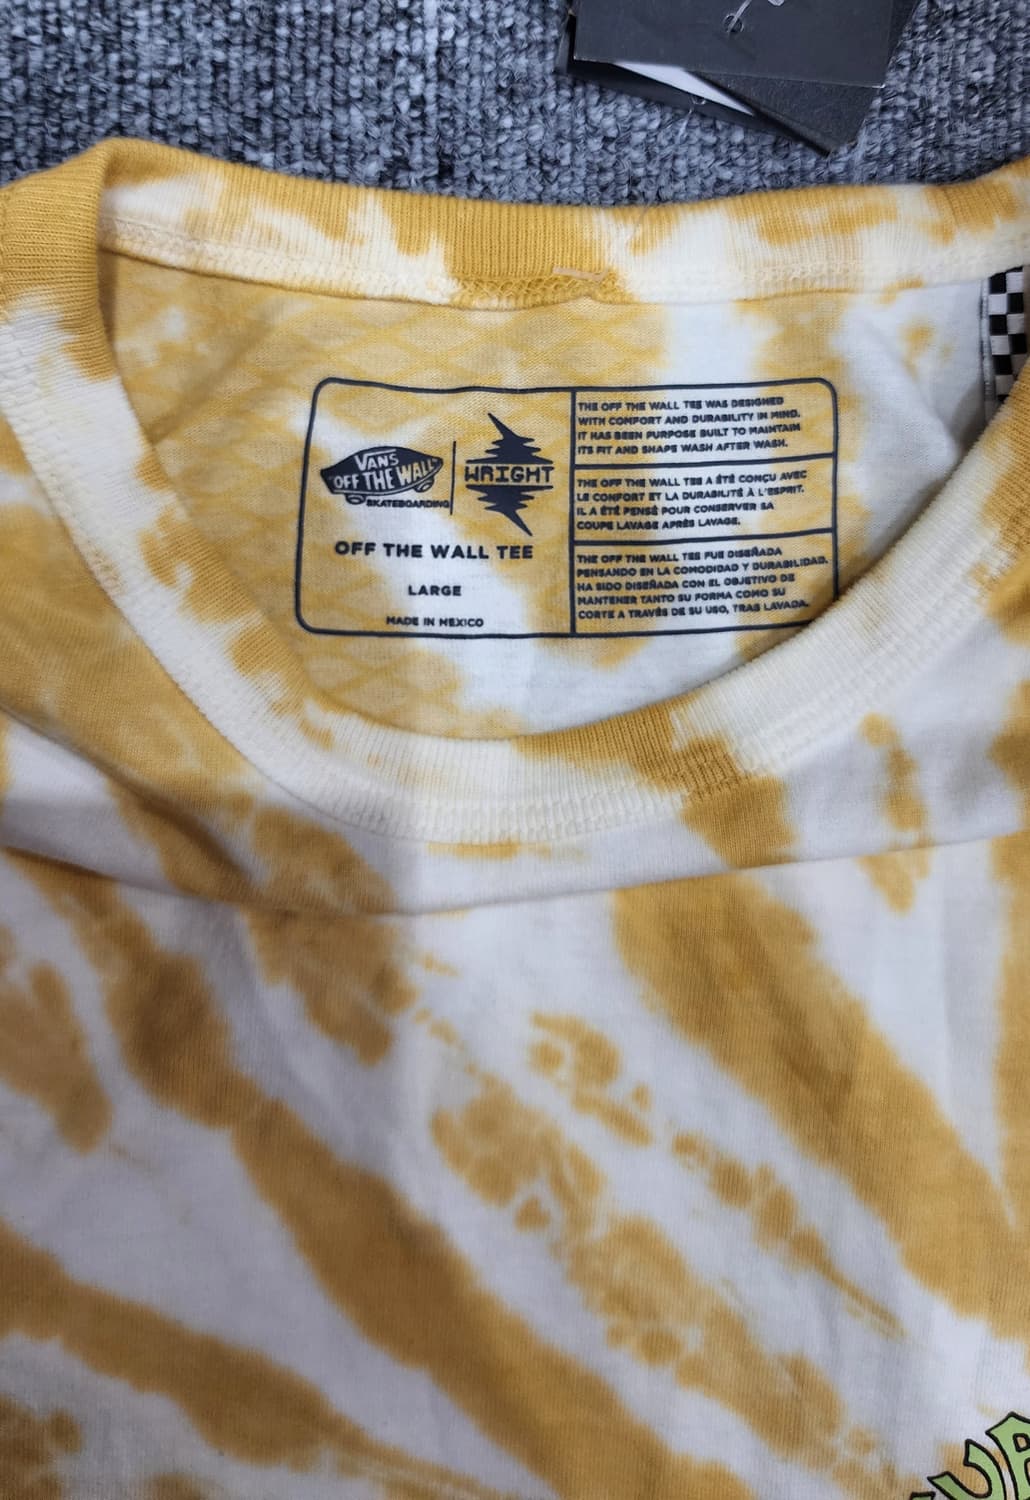 VANS
OFF THE WALL
SKATEBOARDING
WRIGHT
OFF THE WALL TEE
LARGE
MADE IN MEXICO
THE OFF THE WALL TEE WAS DESIGNED
WITH COMFORT AND DURABILITY IN MIND.
IT HAS BEEN PURPOSE BUILT TO MAINTAIN
ITS FIT AND SHAPE WASH AFTER WASH.
THE OFF THE WALL TEE A ÉTÉ CONÇU AVEC
LE CONFORT ET LA DURABILITÉ À L'ESPRIT.
IL A ÉTÉ PENSÉ POUR CONSERVER SA
COUPE LAVAGE APRÈS LAVAGE.
THE OFF THE WALL TEE FUE DISEÑADA
PENSANDO EN LA COMODIDAD Y DURABILIDAD.
HA SIDO DISEÑADA CON EL OBJETIVO DE
MANTENER TANTO SU FORMA COMO SU
CORTE A TRAVÉS DE SU USO, TRAS LAVADA.